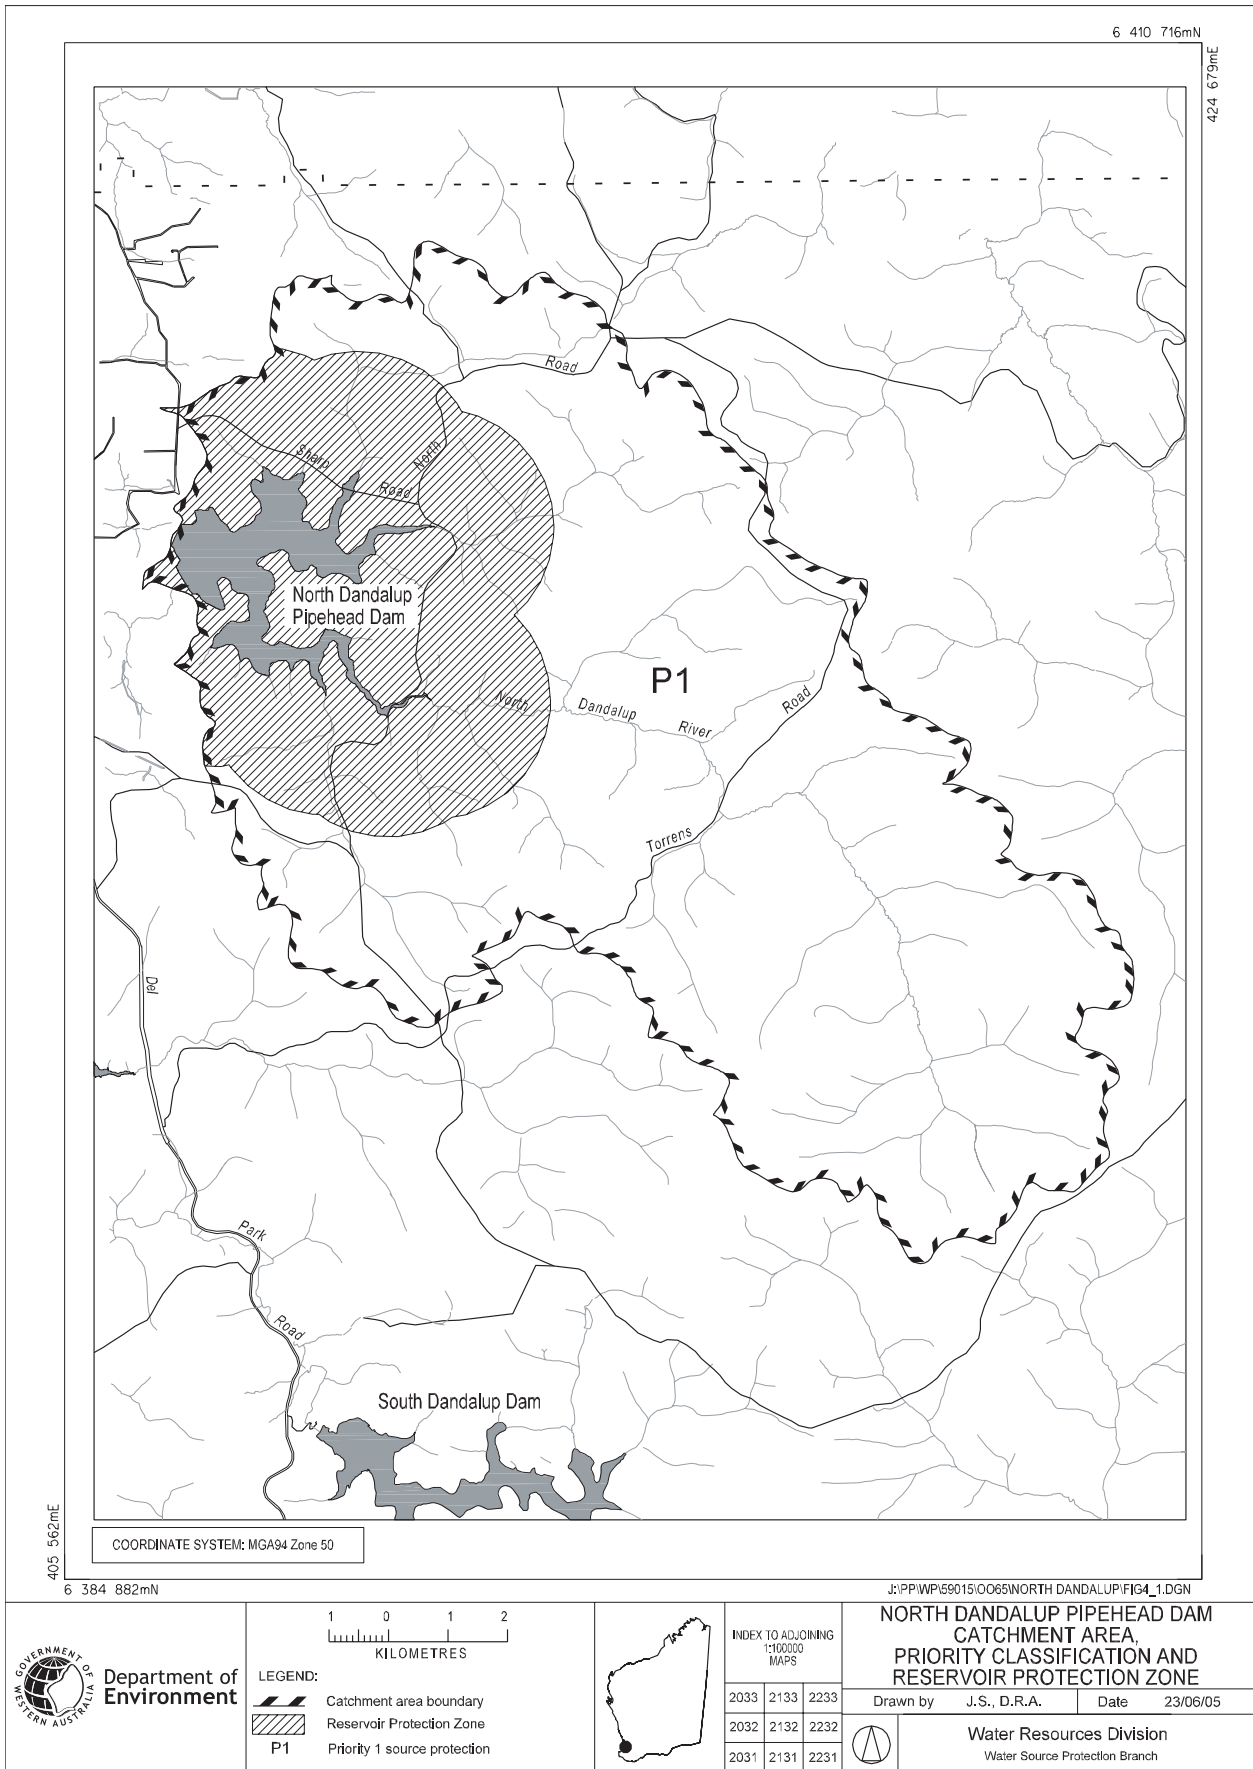 6 410 716mN
424 679mE
Road
Sharp
Road
North
North Dandalup
Pipehead Dam
P1
North Dandalup River
Road
Torrens
Del
Park
Road
South Dandalup Dam
405 562mE
COORDINATE SYSTEM: MGA94 Zone 50
6 384 882mN
J:\PP\WP\59015\OO65\NORTH DANDALUP\FIG4_1.DGN
GOVERNMENT OF
WESTERN AUSTRALIA
Department of
Environment
1 0 1 2
KILOMETRES
LEGEND:
Catchment area boundary
Reservoir Protection Zone
P1 Priority 1 source protection
INDEX TO ADJOINING
1:100000
MAPS
2033 2133 2233
2032 2132 2232
2031 2131 2231
NORTH DANDALUP PIPEHEAD DAM
CATCHMENT AREA,
PRIORITY CLASSIFICATION AND
RESERVOIR PROTECTION ZONE
Drawn by J.S., D.R.A. Date 23/06/05
Water Resources Division
Water Source Protection Branch